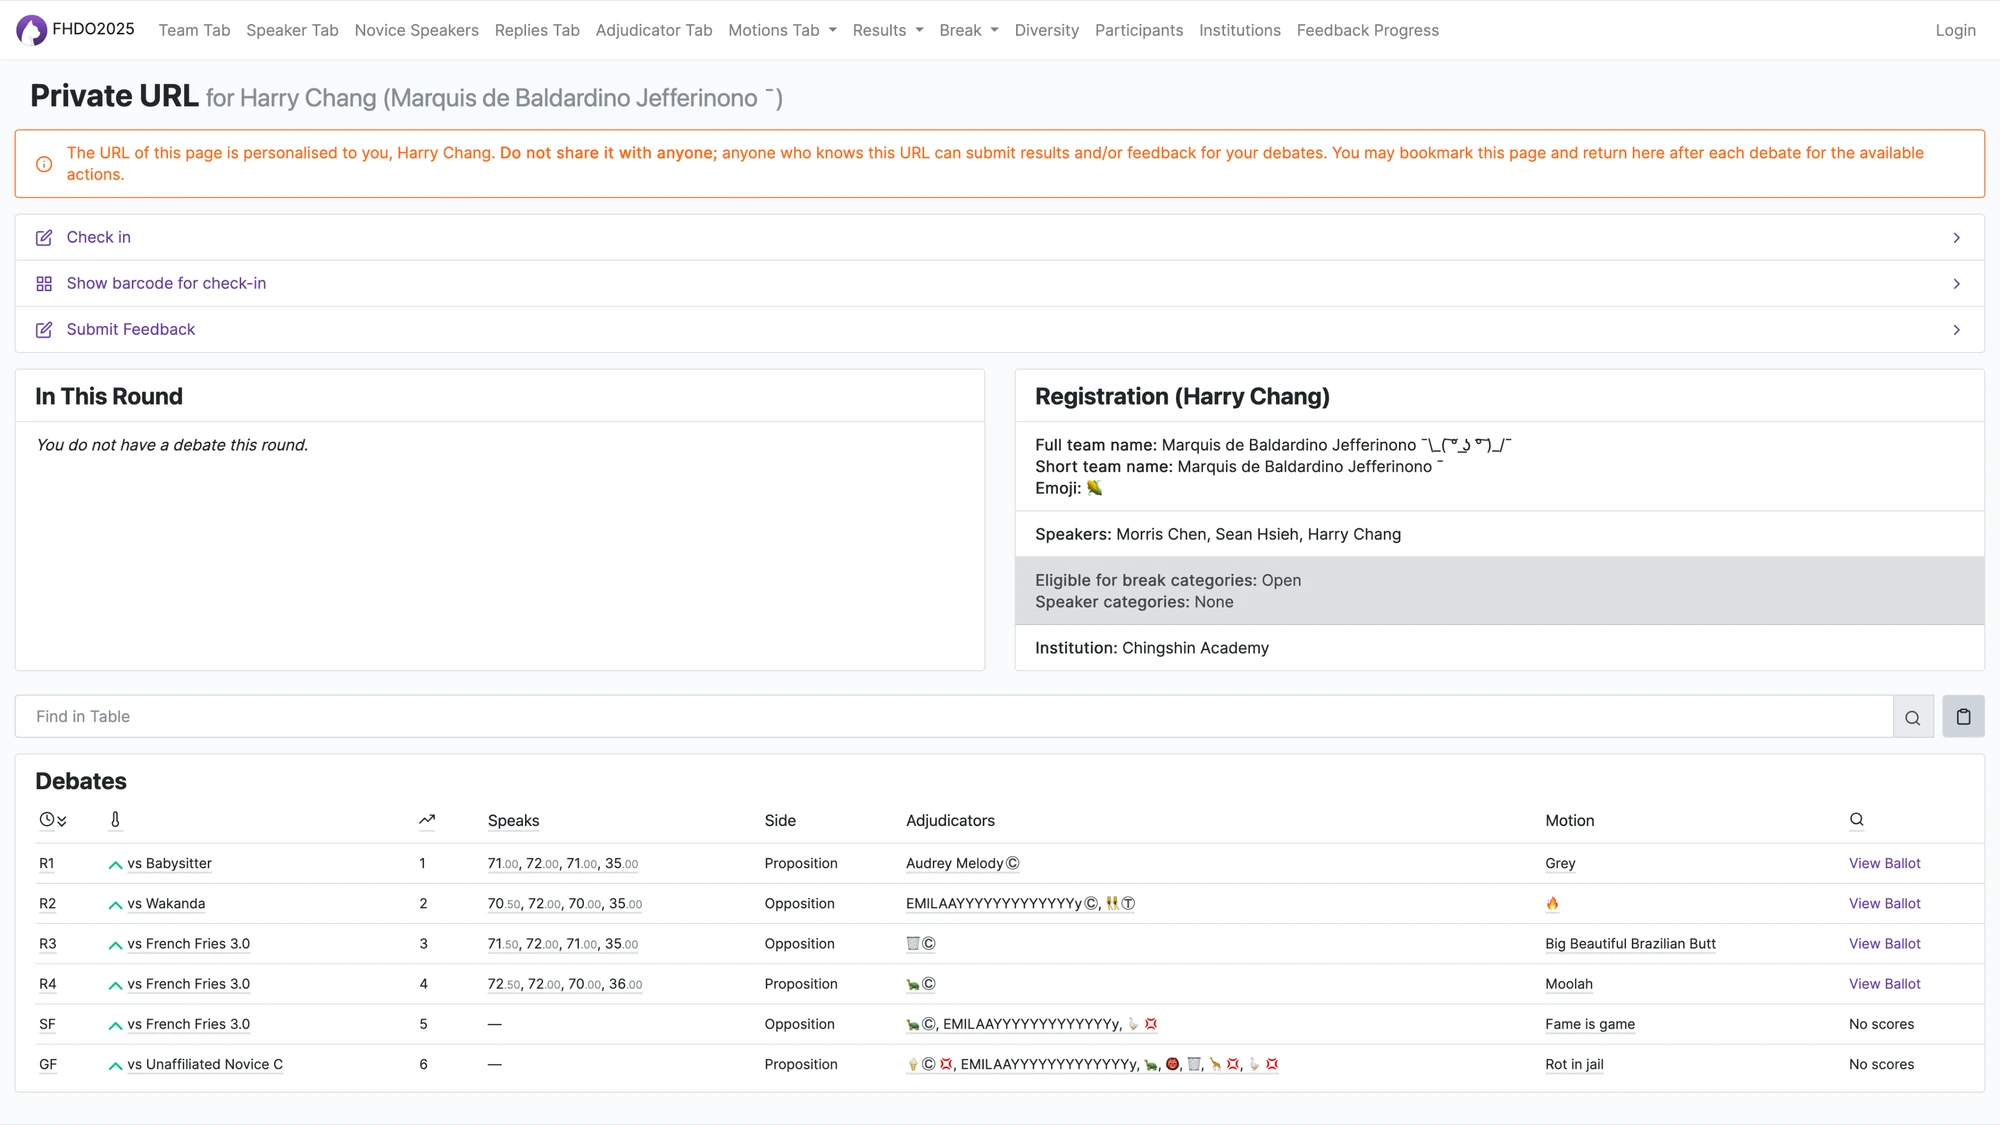 FHDO2025 Team Tab Speaker Tab Novice Speakers Replies Tab Adjudicator Tab Motions Tab Results Break Diversity Participants Institutions Feedback Progress Login
Private URL for Harry Chang (Marquis de Baldardino Jefferinono ¯)
The URL of this page is personalised to you, Harry Chang. Do not share it with anyone; anyone who knows this URL can submit results and/or feedback for your debates. You may bookmark this page and return here after each debate for the available
actions.
Check in
Show barcode for check-in
Submit Feedback
In This Round
You do not have a debate this round.
Registration (Harry Chang)
Full team name: Marquis de Baldardino Jefferinono ¯\_( ͡° ͜ʖ ͡°)_/¯
Short team name: Marquis de Baldardino Jefferinono ¯
Emoji: 🌽
Speakers: Morris Chen, Sean Hsieh, Harry Chang
Eligible for break categories: Open
Speaker categories: None
Institution: Chingshin Academy
Find in Table
Debates
Speaks Side Adjudicators Motion
R1 vs Babysitter 1 71.00, 72.00, 71.00, 35.00 Proposition Audrey MelodyⒸ Grey View Ballot
R2 vs Wakanda 2 70.50, 72.00, 70.00, 35.00 Opposition EMILAAYYYYYYYYYYYYYyⒸ, 👯Ⓣ 🔥 View Ballot
R3 vs French Fries 3.0 3 71.50, 72.00, 71.00, 35.00 Opposition 🗑Ⓒ Big Beautiful Brazilian Butt View Ballot
R4 vs French Fries 3.0 4 72.50, 72.00, 70.00, 36.00 Proposition 🐢Ⓒ Moolah View Ballot
SF vs French Fries 3.0 5 — Opposition 🐢Ⓒ, EMILAAYYYYYYYYYYYYYy, 🦢 💢 Fame is game No scores
GF vs Unaffiliated Novice C 6 — Proposition 🍦Ⓒ 💢, EMILAAYYYYYYYYYYYYYy, 🐢, 👹, 🗑, 🦒 💢, 🦢 💢 Rot in jail No scores